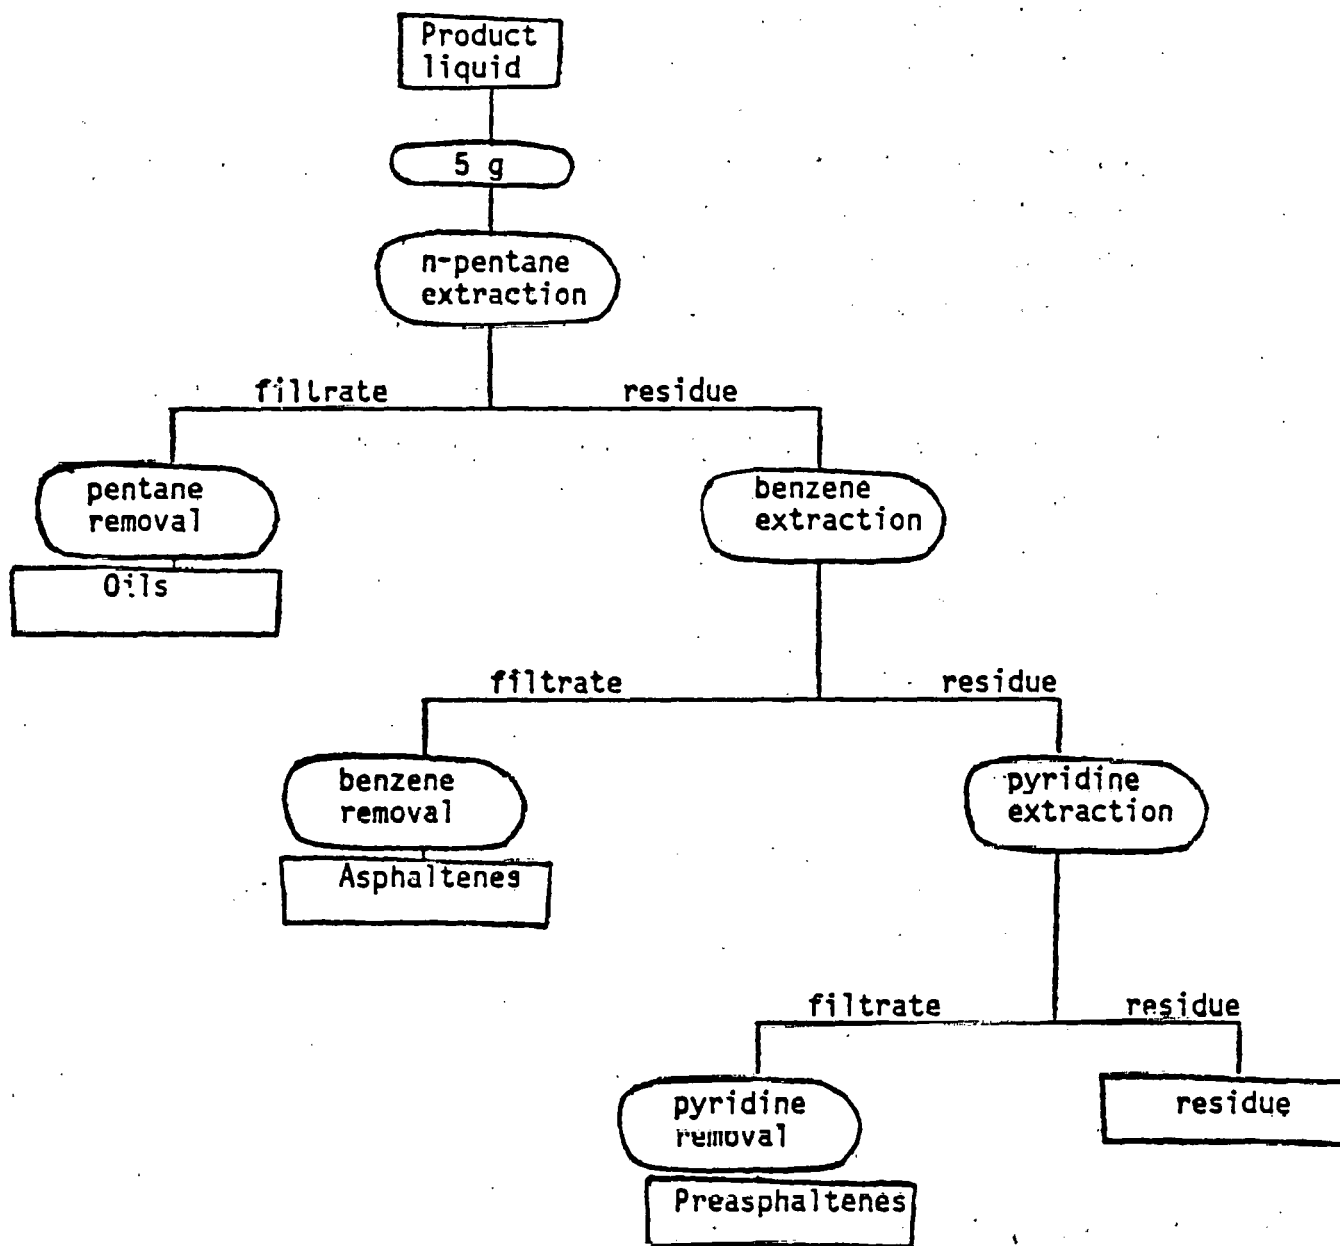 Product
liquid
5 g
n-pentane
extraction
filtrate
residue
pentane
removal
Oils
benzene
extraction
filtrate
residue
benzene
removal
Asphaltenes
pyridine
extraction
filtrate
residue
pyridine
removal
Preasphaltenes
residue